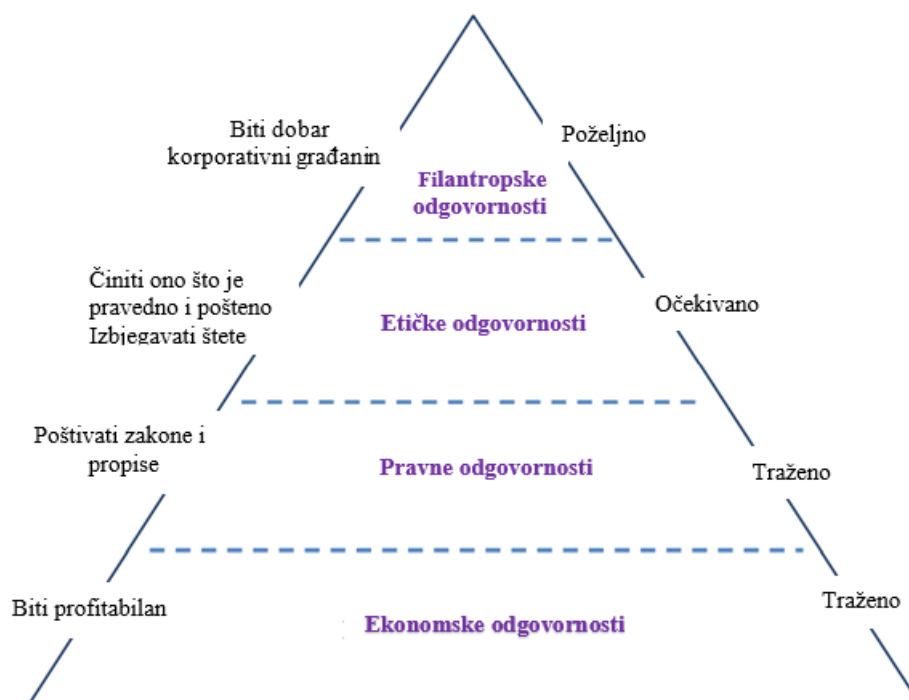 Biti dobar
korporativni građanin
Poželjno
Filantropske
odgovornosti
Činiti ono što je
pravedno i pošteno
Izbjegavati štete
Etičke odgovornosti
Očekivano
Poštivati zakone i
propise
Pravne odgovornosti
Traženo
Biti profitabilan
Ekonomske odgovornosti
Traženo